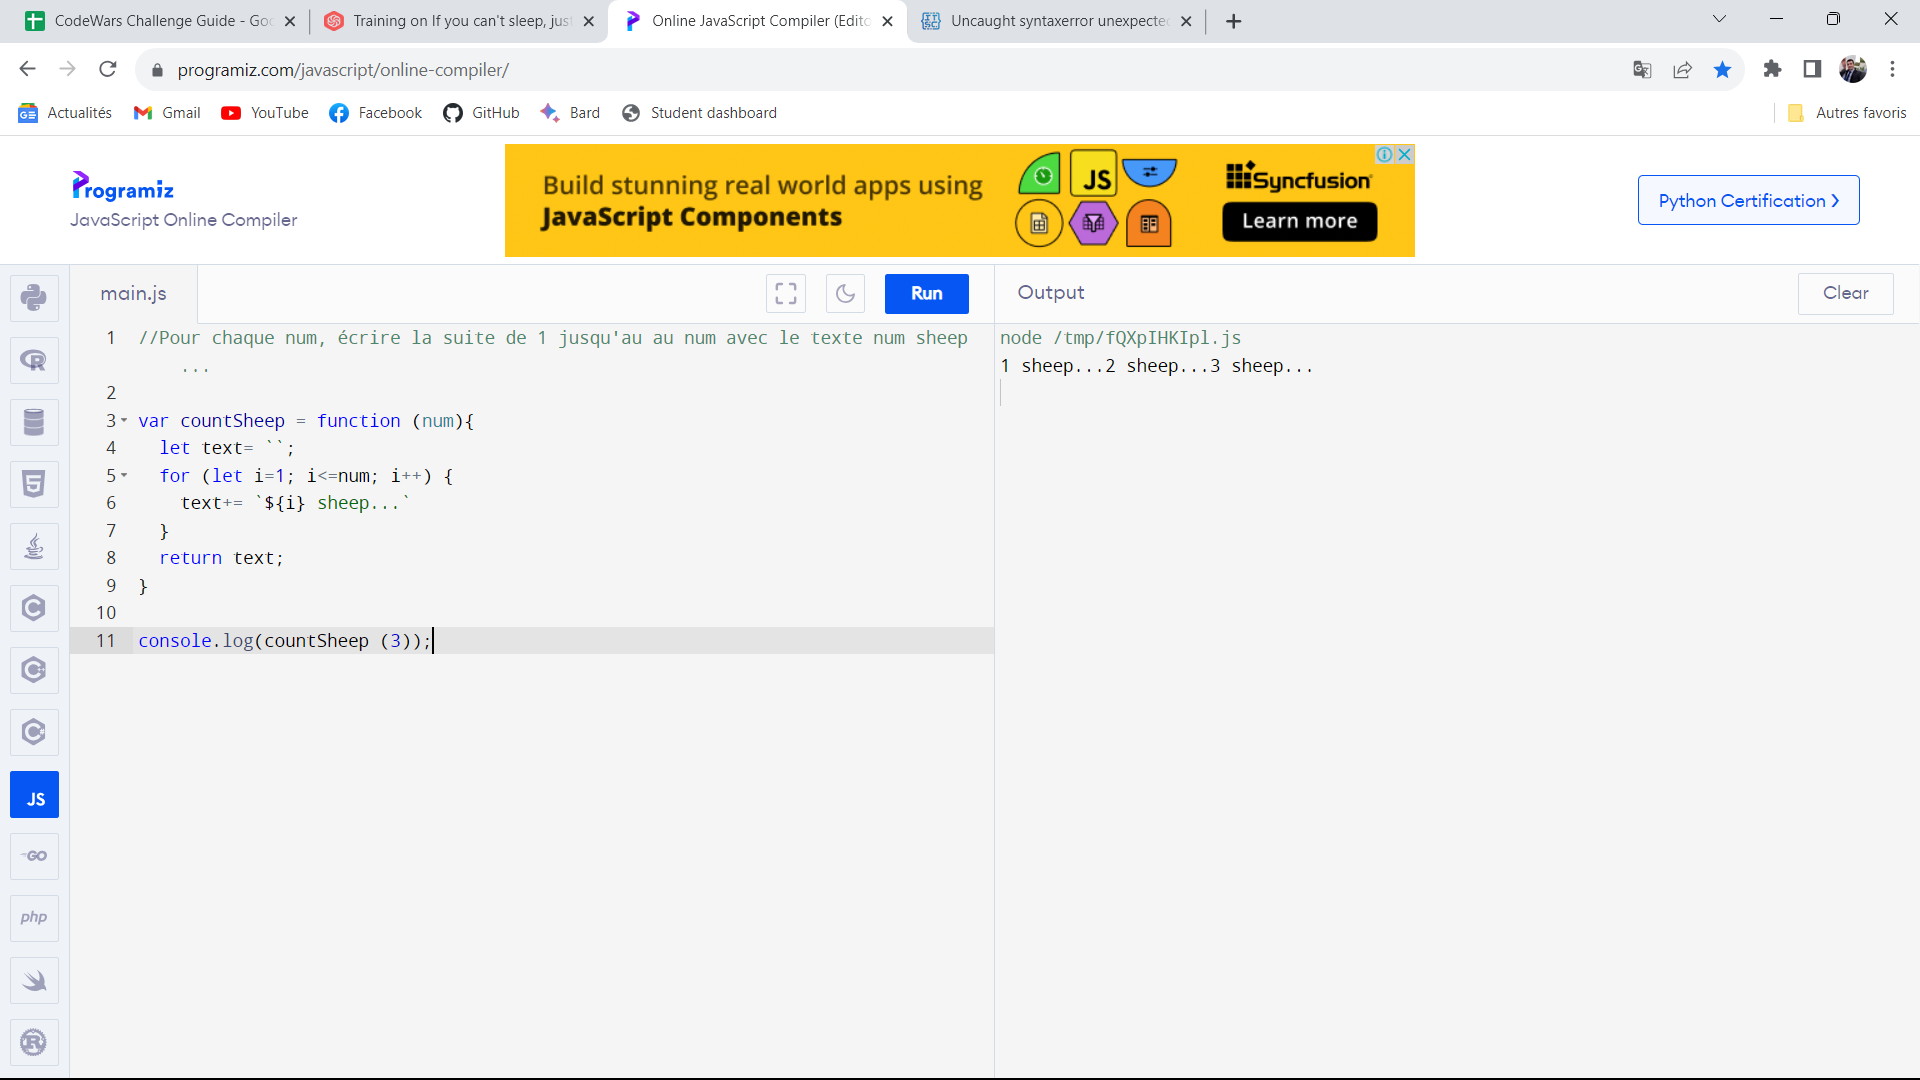 CodeWars Challenge Guide - Goo
Training on If you can't sleep, just
Online JavaScript Compiler (Edito
Uncaught syntaxerror unexpected
programiz.com/javascript/online-compiler/
Actualités
Gmail
YouTube
Facebook
GitHub
Bard
Student dashboard
Autres favoris
Programiz
JavaScript Online Compiler
Build stunning real world apps using
JavaScript Components
JS
Syncfusion
Learn more
Python Certification
main.js
Run
Output
Clear
1 //Pour chaque num, écrire la suite de 1 jusqu'au au num avec le texte num sheep
...
2
3 var countSheep = function (num){
4 let text= ``;
5 for (let i=1; i<=num; i++) {
6 text+= `${i} sheep...`
7 }
8 return text;
9 }
10
11 console.log(countSheep (3));
node /tmp/fQXpIHKIpl.js
1 sheep...2 sheep...3 sheep...
R
5
C
C
C
JS
GO
php
R